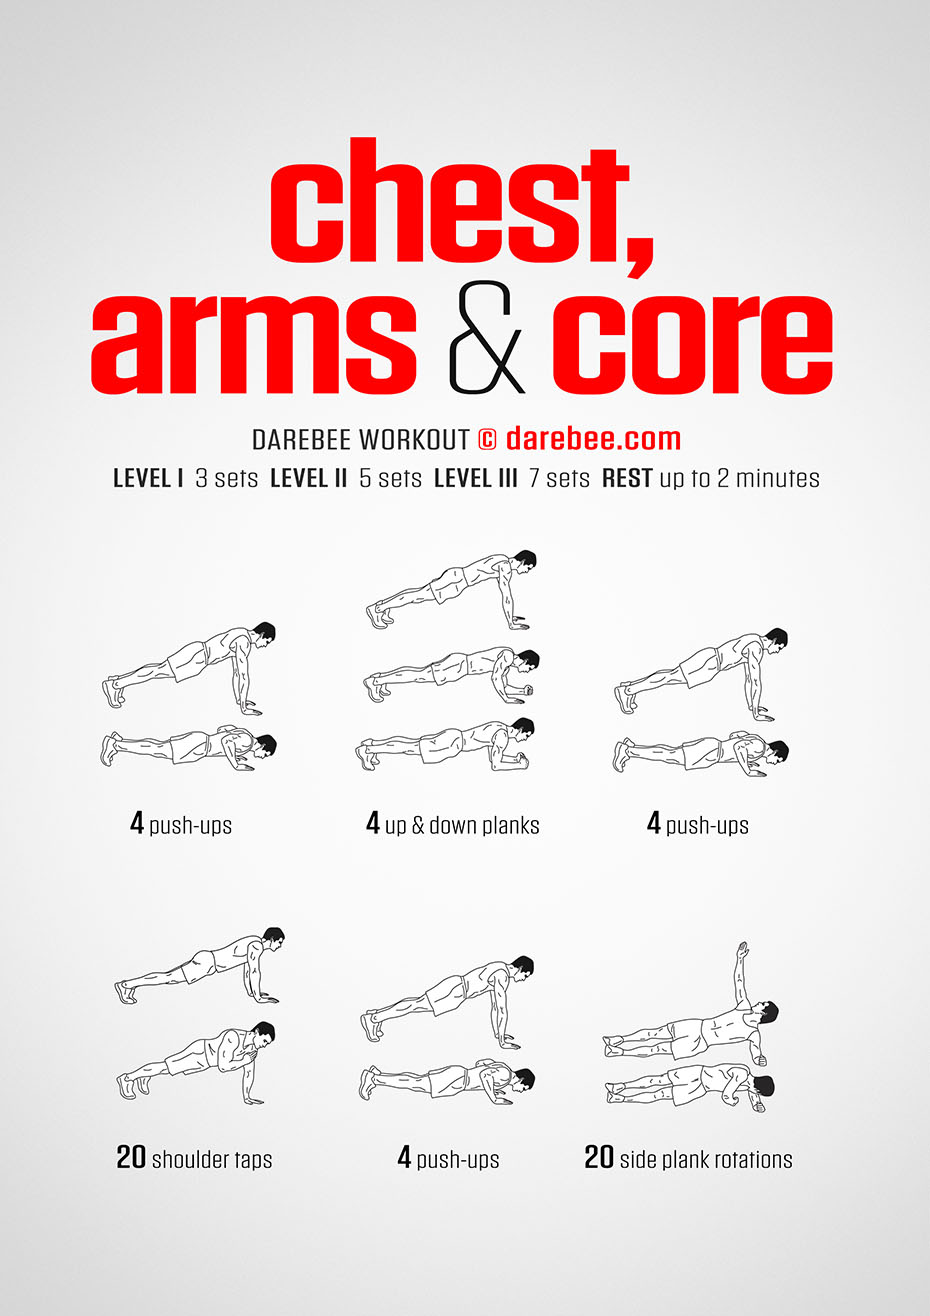 chest,
arms & core
DAREBEE WORKOUT © darebee.com
LEVEL I 3 sets LEVEL II 5 sets LEVEL III 7 sets REST up to 2 minutes
4 push-ups
4 up & down planks
4 push-ups
20 shoulder taps
4 push-ups
20 side plank rotations